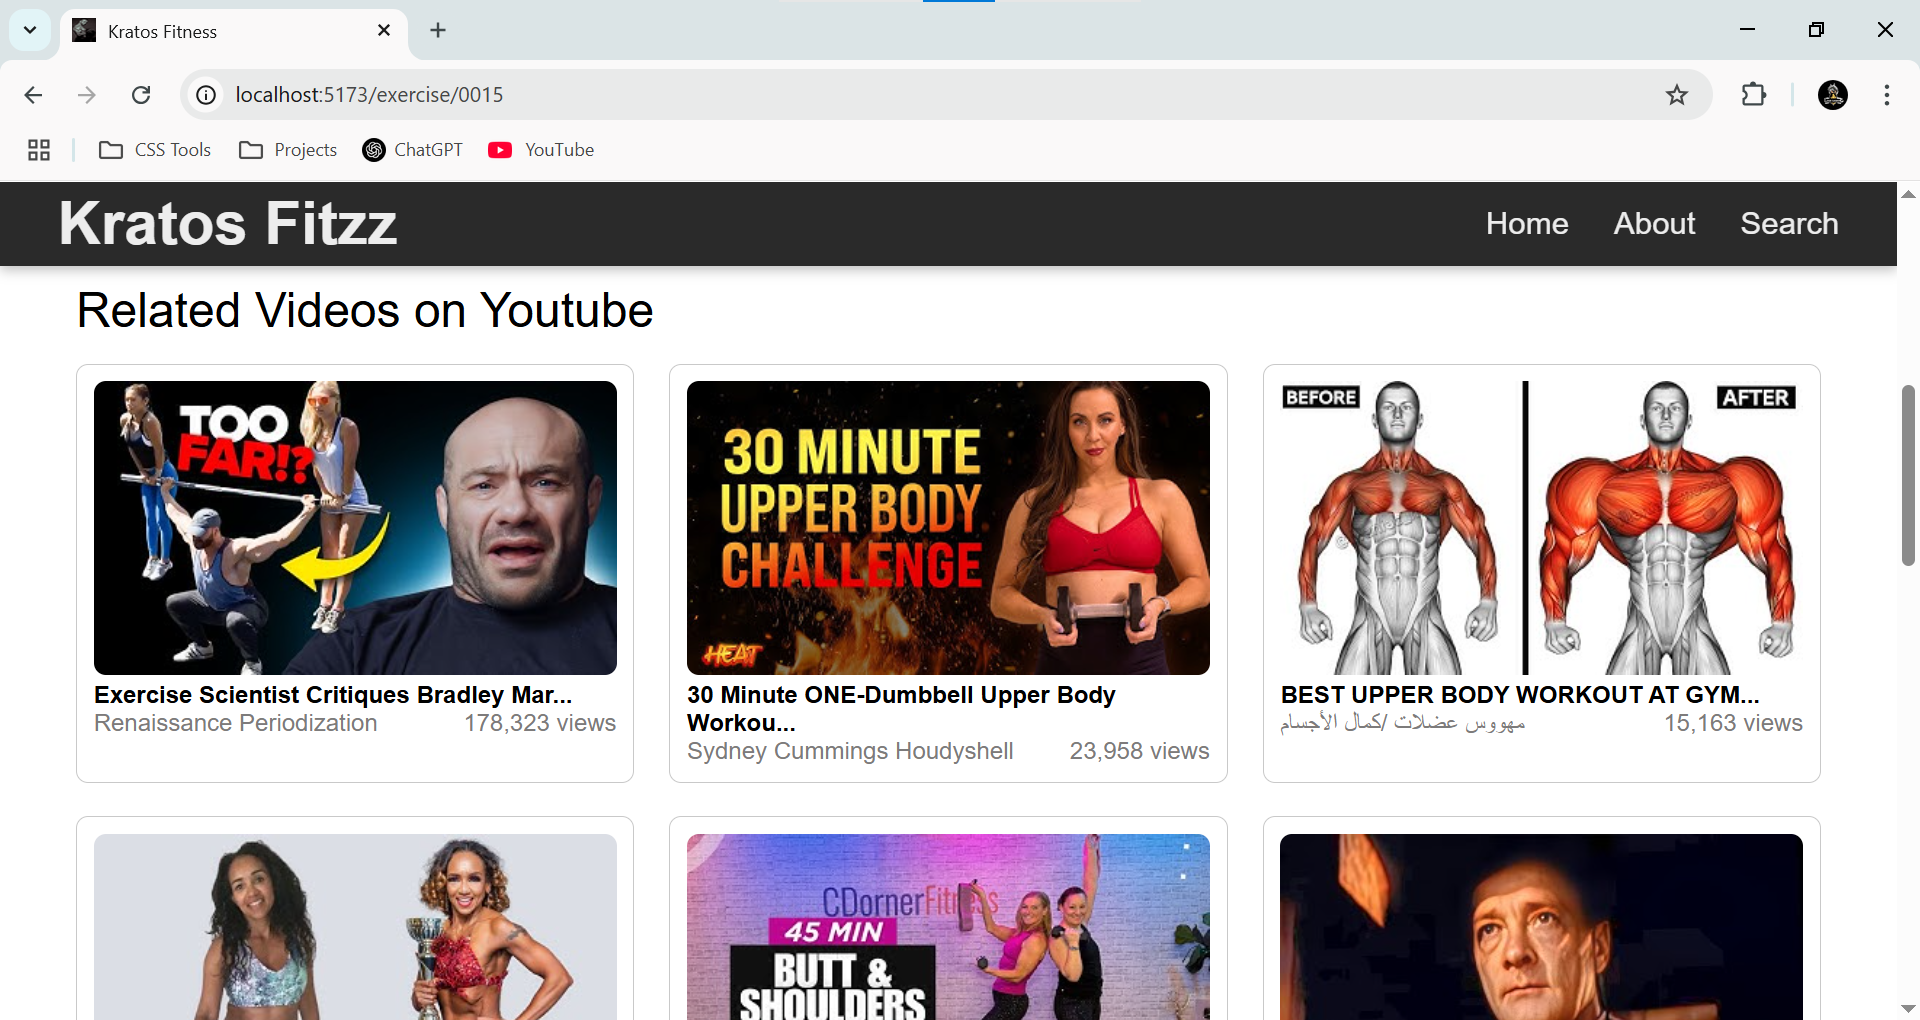 Kratos Fitness
localhost:5173/exercise/0015
CSS Tools
Projects
ChatGPT
YouTube
Kratos Fitzz
Home
About
Search
Related Videos on Youtube
TOO
FAR!?
Exercise Scientist Critiques Bradley Mar...
Renaissance Periodization
178,323 views
30 MINUTE
UPPER BODY
CHALLENGE
HEAT
30 Minute ONE-Dumbbell Upper Body
Workou...
Sydney Cummings Houdyshell
23,958 views
BEFORE
AFTER
BEST UPPER BODY WORKOUT AT GYM...
مهووس عضلات /كمال الأجسام
15,163 views
CDornerFitness
45 MIN
BUTT &
SHOULDERS